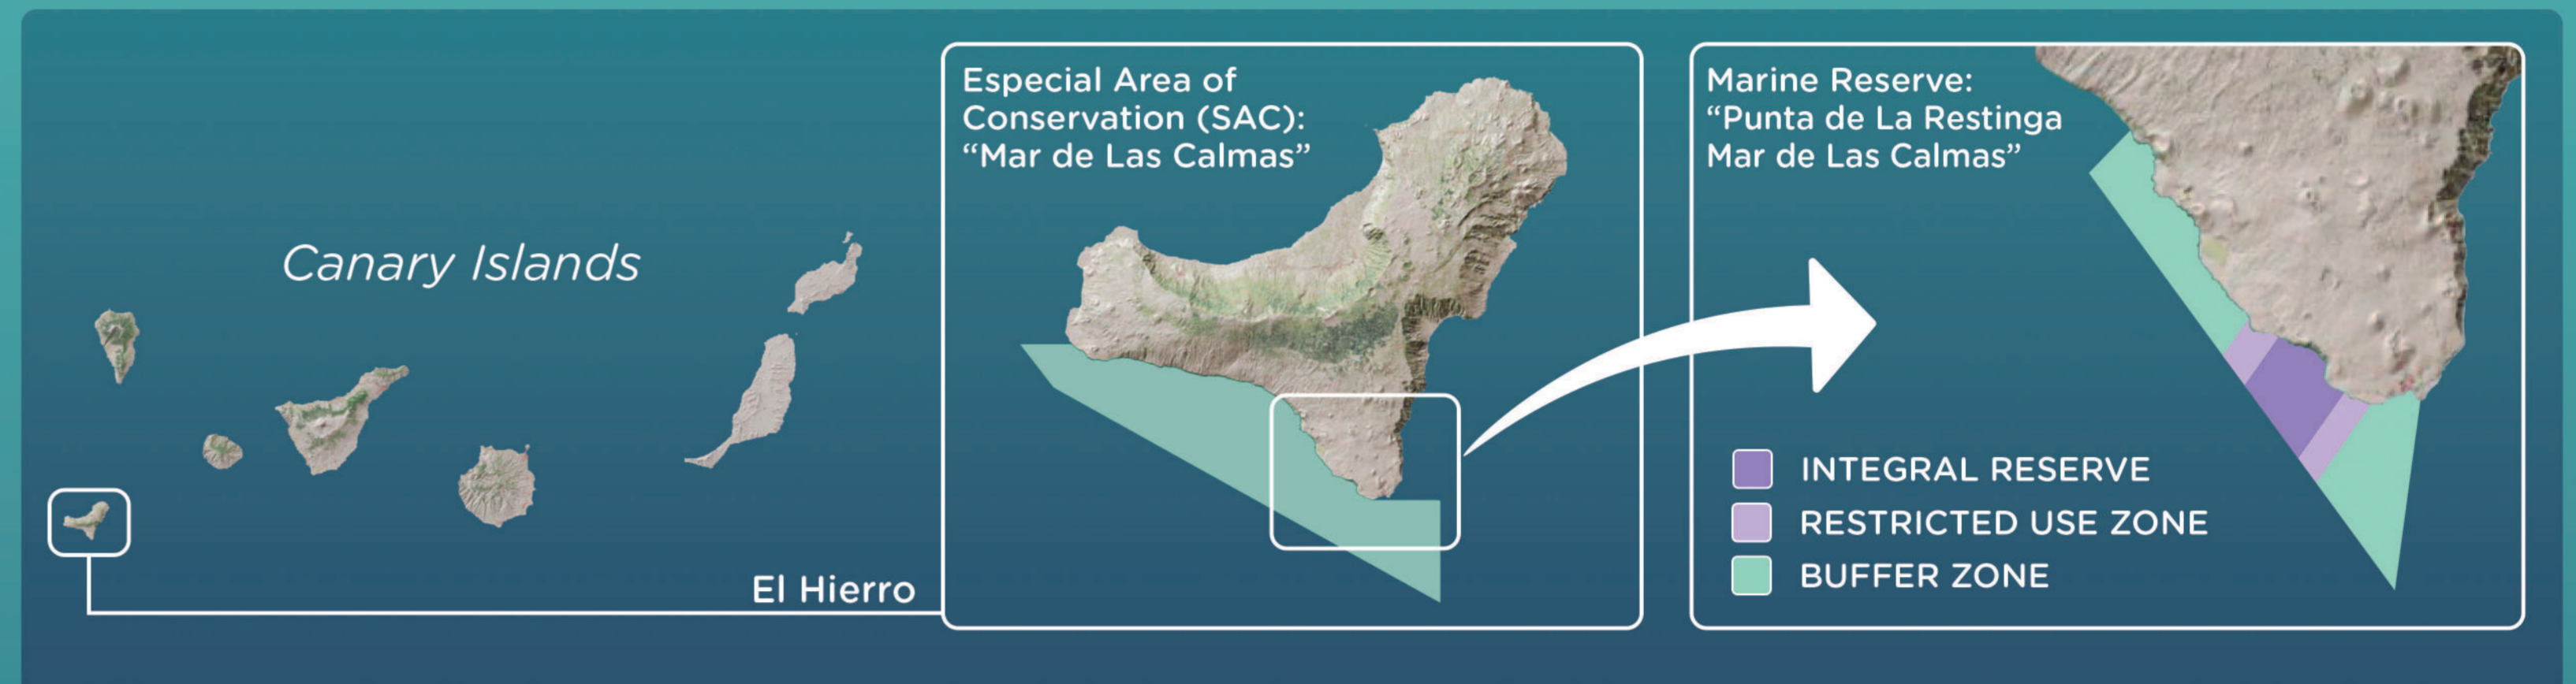 Canary Islands
El Hierro
Especial Area of
Conservation (SAC):
“Mar de Las Calmas”
Marine Reserve:
“Punta de La Restinga
Mar de Las Calmas”
INTEGRAL RESERVE
RESTRICTED USE ZONE
BUFFER ZONE